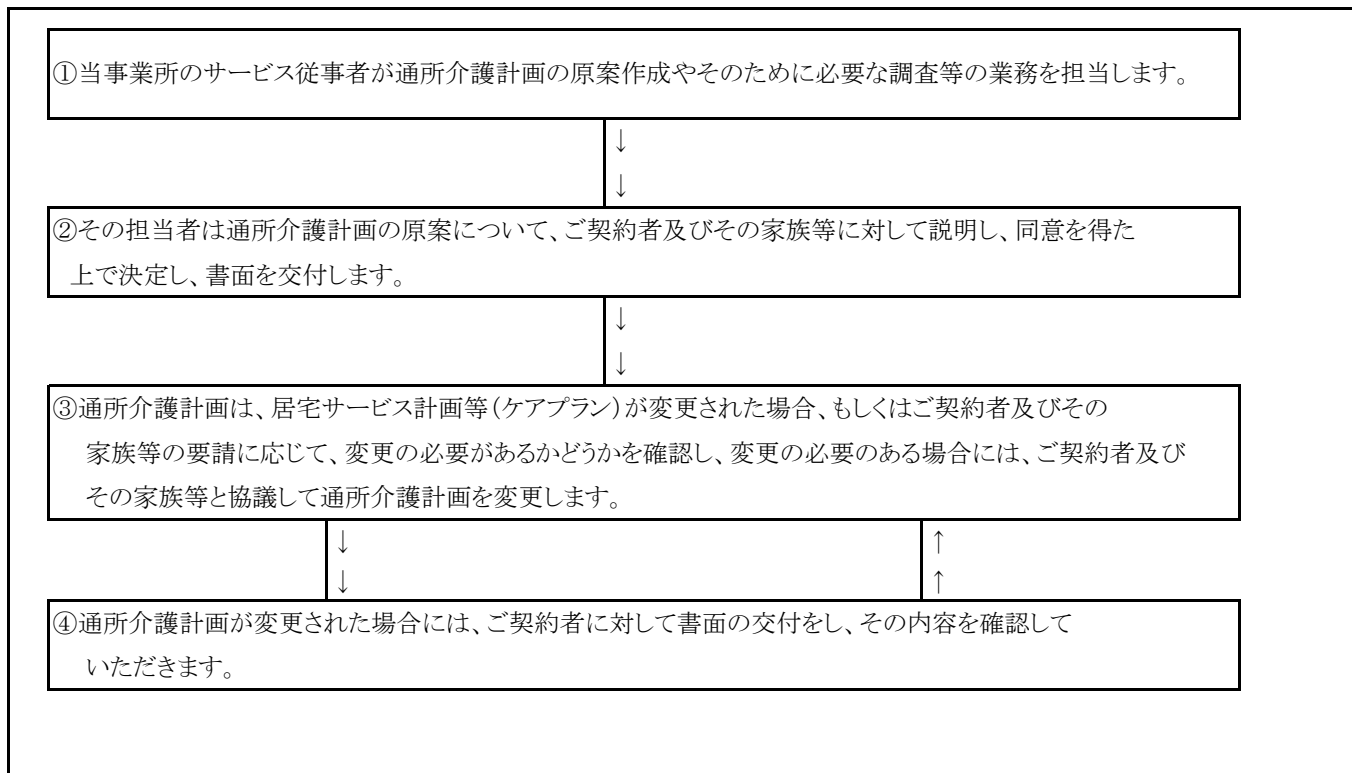 ①当事業所のサービス従事者が通所介護計画の原案作成やそのために必要な調査等の業務を担当します。
↓
↓
②その担当者は通所介護計画の原案について、ご契約者及びその家族等に対して説明し、同意を得た
上で決定し、書面を交付します。
↓
↓
③通所介護計画は、居宅サービス計画等(ケアプラン)が変更された場合、もしくはご契約者及びその
家族等の要請に応じて、変更の必要があるかどうかを確認し、変更の必要のある場合には、ご契約者及び
その家族等と協議して通所介護計画を変更します。
↓ ↑
↓ ↑
④通所介護計画が変更された場合には、ご契約者に対して書面の交付をし、その内容を確認して
いただきます。